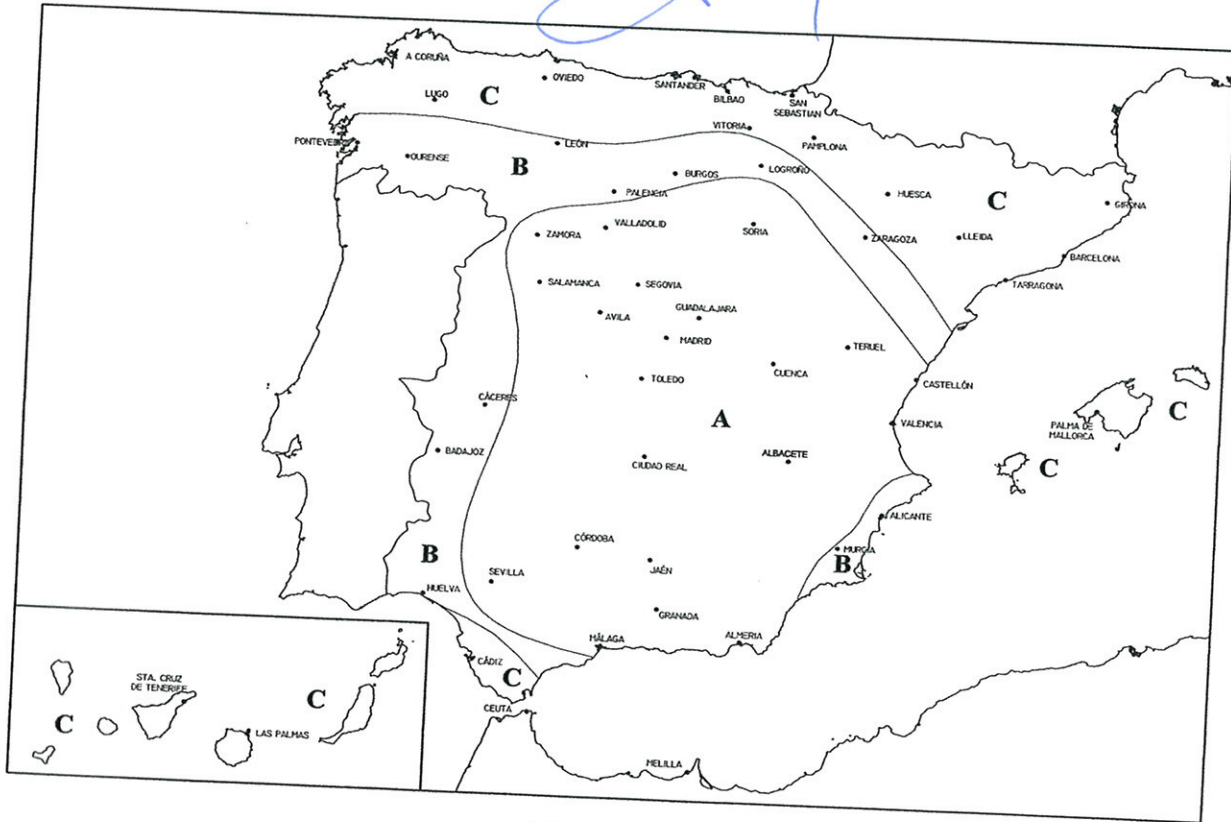 A CORUÑA
OVIEDO
SANTANDER
BILBAO
SAN
SEBASTIAN
LUGO
C
VITORIA
PAMPLONA
PONTEVEDRA
OURENSE
LEÓN
B
BURGOS
LOGROÑO
PALENCIA
HUESCA
C
GIRONA
ZAMORA
VALLADOLID
SORIA
ZARAGOZA
LLEIDA
BARCELONA
TARRAGONA
SALAMANCA
SEGOVIA
AVILA
GUADALAJARA
MADRID
TERUEL
TOLEDO
CUENCA
CASTELLÓN
CÁCERES
A
VALENCIA
PALMA DE
MALLORCA
C
BADAJOZ
CIUDAD REAL
ALBACETE
C
ALICANTE
CÓRDOBA
MURCIA
B
B
SEVILLA
JAÉN
HUELVA
GRANADA
MÁLAGA
ALMERIA
CÁDIZ
C
CEUTA
MELILLA
STA. CRUZ
DE TENERIFE
C
C
LAS PALMAS